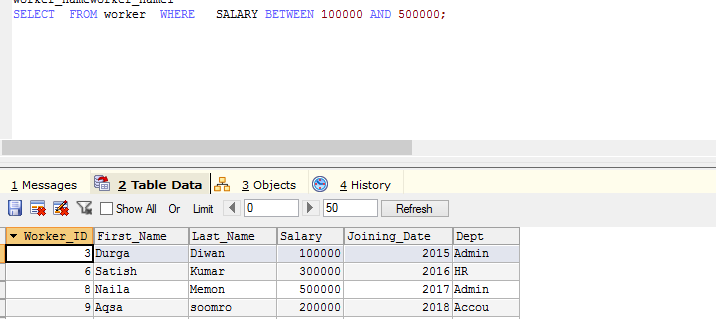 SELECT FROM worker WHERE SALARY BETWEEN 100000 AND 500000;
1 Messages 2 Table Data 3 Objects 4 History
Show All Or Limit 0 50 Refresh
Worker_ID First_Name Last_Name Salary Joining_Date Dept
3 Durga Diwan 100000 2015 Admin
6 Satish Kumar 300000 2016 HR
8 Naila Memon 500000 2017 Admin
9 Aqsa soomro 200000 2018 Accou